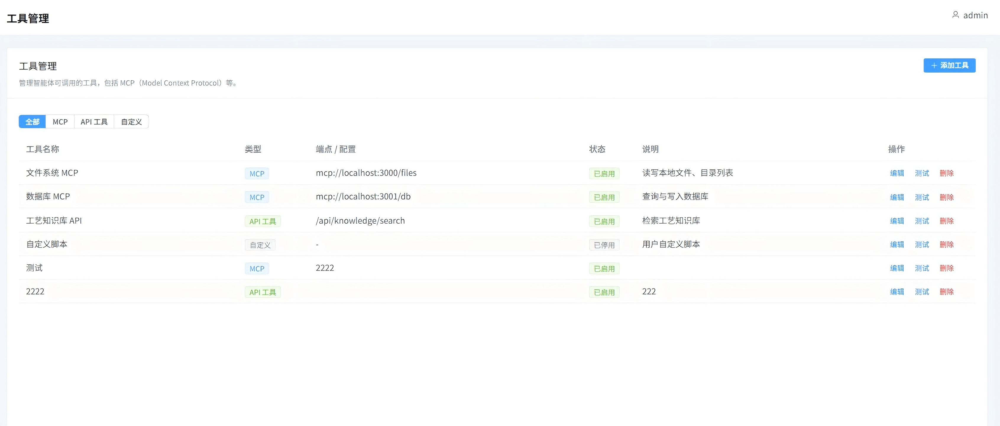 工具管理
admin
工具管理
添加工具
管理智能体可调用的工具，包括 MCP（Model Context Protocol）等。
全部 MCP API 工具 自定义
工具名称 类型 端点 / 配置 状态 说明 操作
文件系统 MCP MCP mcp://localhost:3000/files 已启用 读写本地文件、目录列表 编辑 测试 删除
数据库 MCP MCP mcp://localhost:3001/db 已启用 查询与写入数据库 编辑 测试 删除
工艺知识库 API API 工具 /api/knowledge/search 已启用 检索工艺知识库 编辑 测试 删除
自定义脚本 自定义 - 已停用 用户自定义脚本 编辑 测试 删除
测试 MCP 2222 已启用 编辑 测试 删除
2222 API 工具 已启用 222 编辑 测试 删除